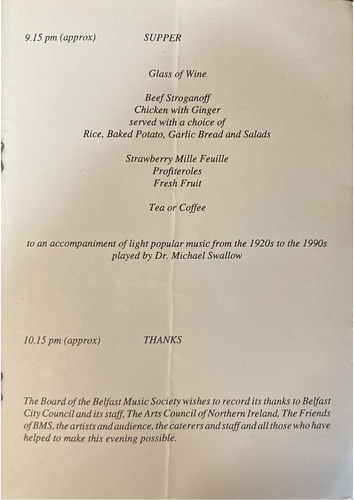 9.15 pm (approx) SUPPER
Glass of Wine
Beef Stroganoff
Chicken with Ginger
served with a choice of
Rice, Baked Potato, Garlic Bread and Salads
Strawberry Mille Feuille
Profiteroles
Fresh Fruit
Tea or Coffee
to an accompaniment of light popular music from the 1920s to the 1990s
played by Dr. Michael Swallow
10.15 pm (approx) THANKS
The Board of the Belfast Music Society wishes to record its thanks to Belfast
City Council and its staff, The Arts Council of Northern Ireland, The Friends
of BMS, the artists and audience, the caterers and staff and all those who have
helped to make this evening possible.